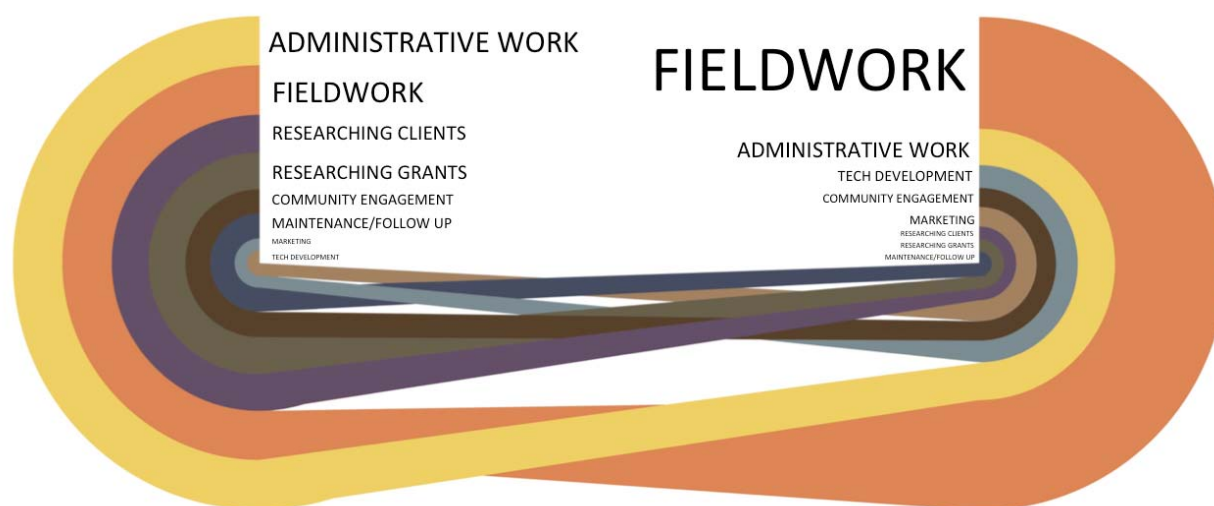 ADMINISTRATIVE WORK
FIELDWORK
RESEARCHING CLIENTS
RESEARCHING GRANTS
COMMUNITY ENGAGEMENT
MAINTENANCE/FOLLOW UP
MARKETING
TECH DEVELOPMENT
FIELDWORK
ADMINISTRATIVE WORK
TECH DEVELOPMENT
COMMUNITY ENGAGEMENT
MARKETING
RESEARCHING CLIENTS
RESEARCHING GRANTS
MAINTENANCE/FOLLOW UP